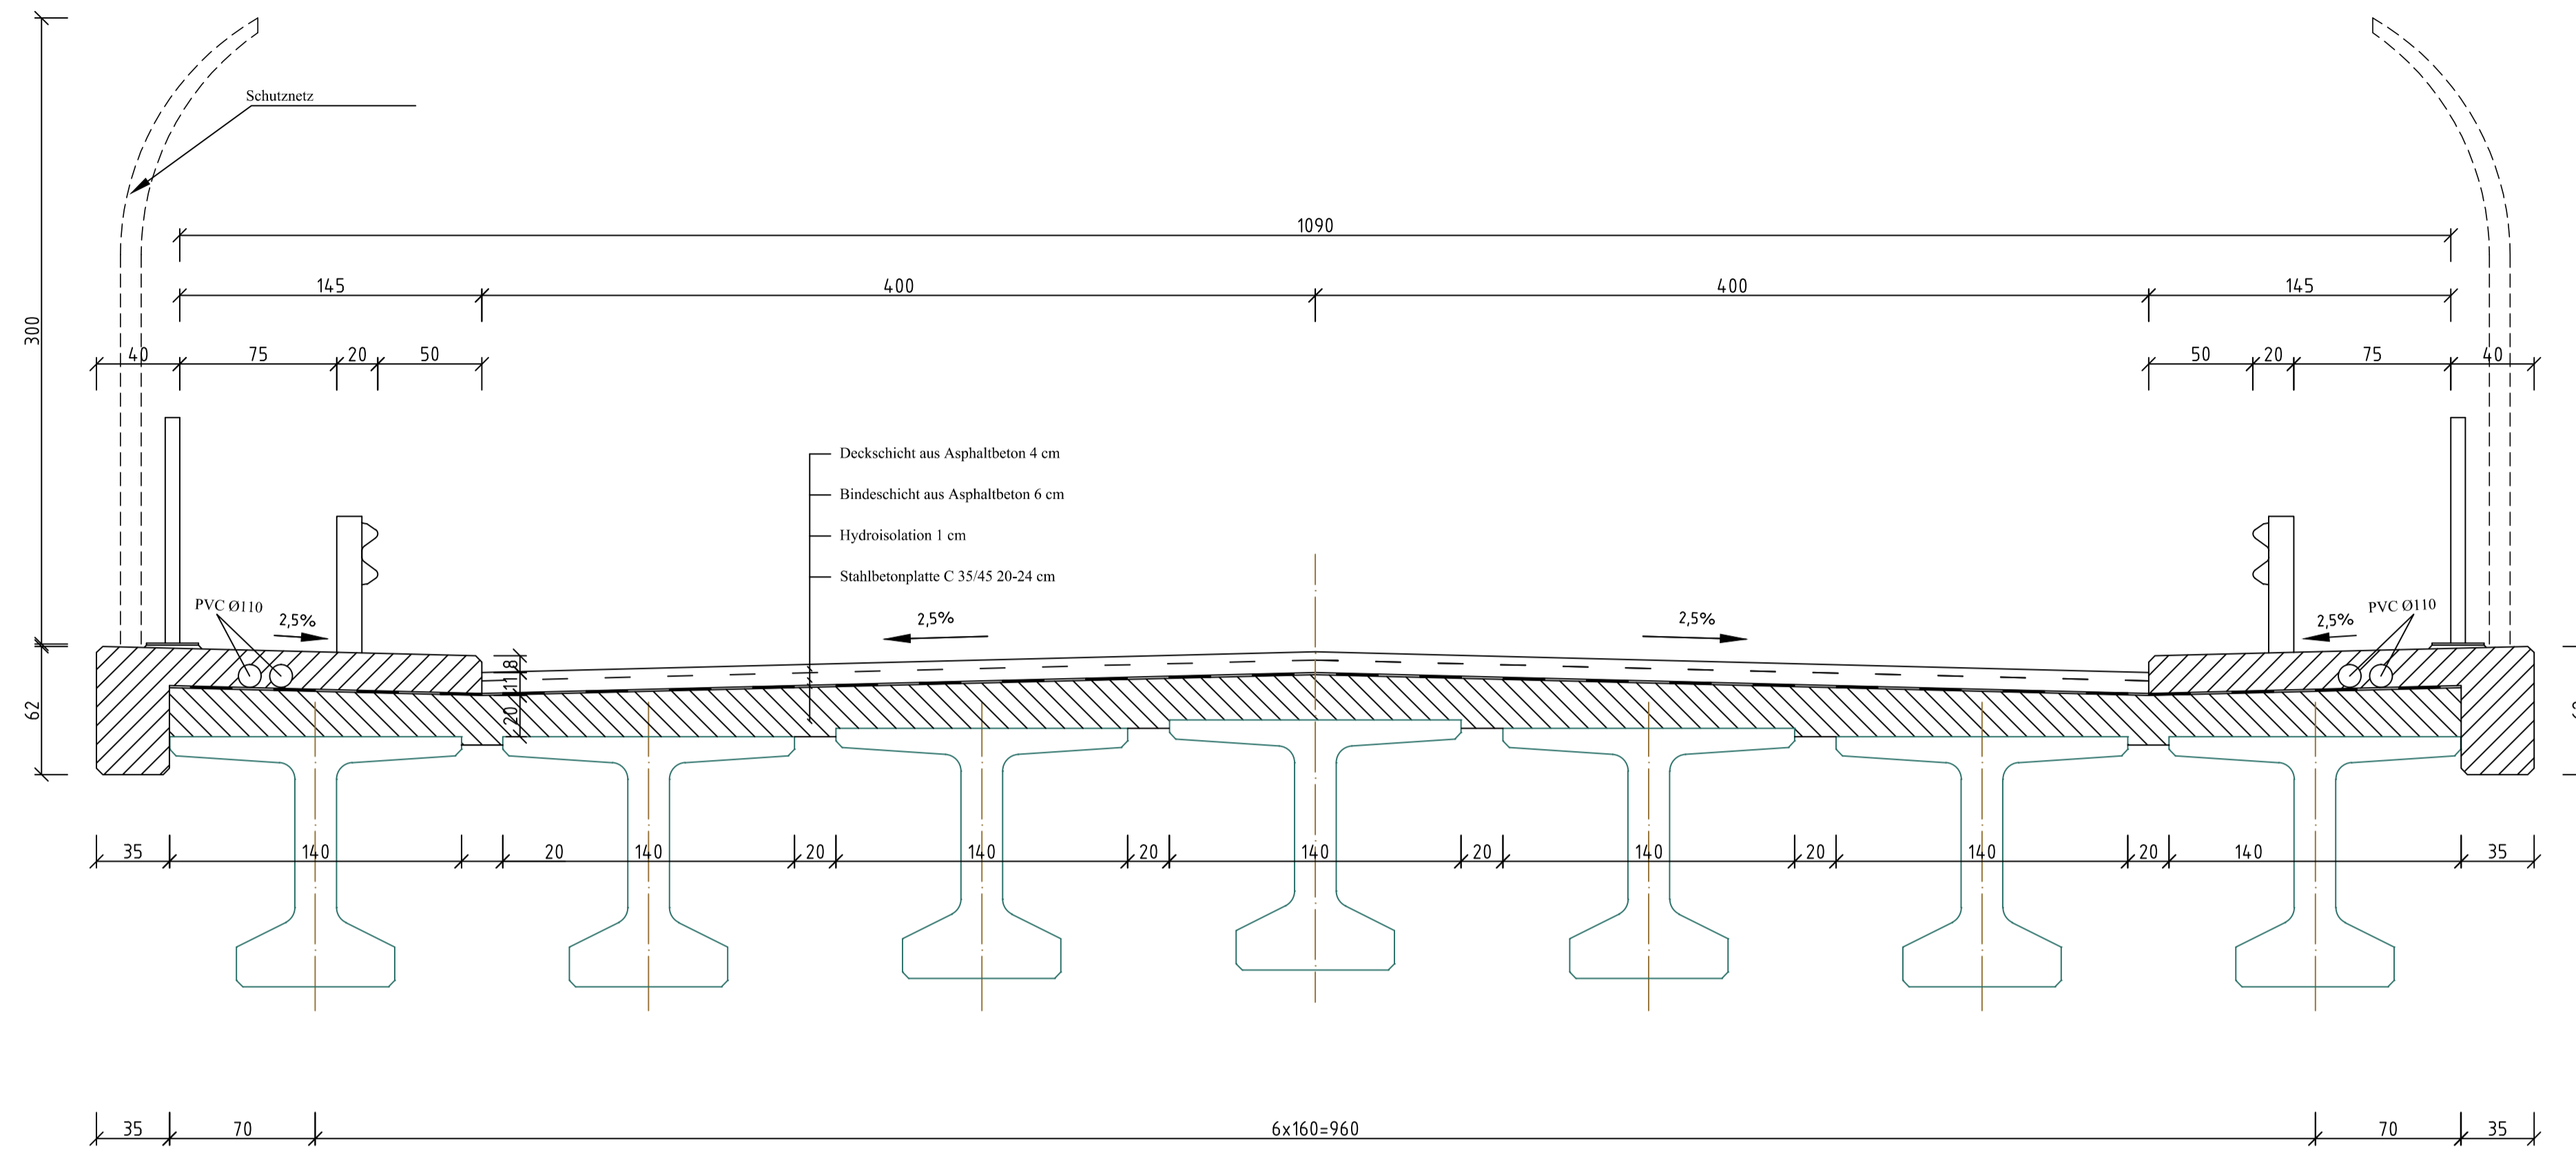 Schutznetz
1090
145 400 400 145
300
40 75 20 50 50 20 75 40
Deckschicht aus Asphaltbeton 4 cm
Bindeschicht aus Asphaltbeton 6 cm
Hydroisolation 1 cm
Stahlbetonplatte C 35/45 20-24 cm
PVC Ø110
2,5%
2,5%
2,5%
2,5%
PVC Ø110
8
11
20
62
35 140 20 140 20 140 20 140 20 140 20 140 20 140 35
35 70 6x160=960 70 35